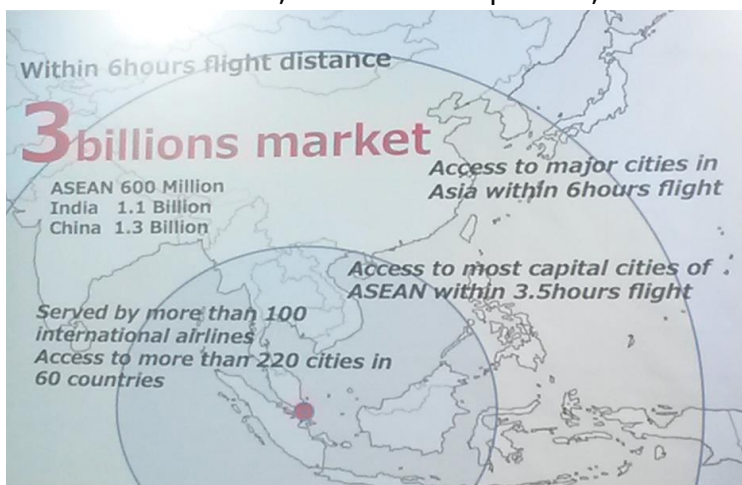 Within 6hours flight distance
3billions market
ASEAN 600 Million
India 1.1 Billion
China 1.3 Billion
Access to major cities in
Asia within 6hours flight
Access to most capital cities of
ASEAN within 3.5hours flight
Served by more than 100
international airlines
Access to more than 220 cities in
60 countries